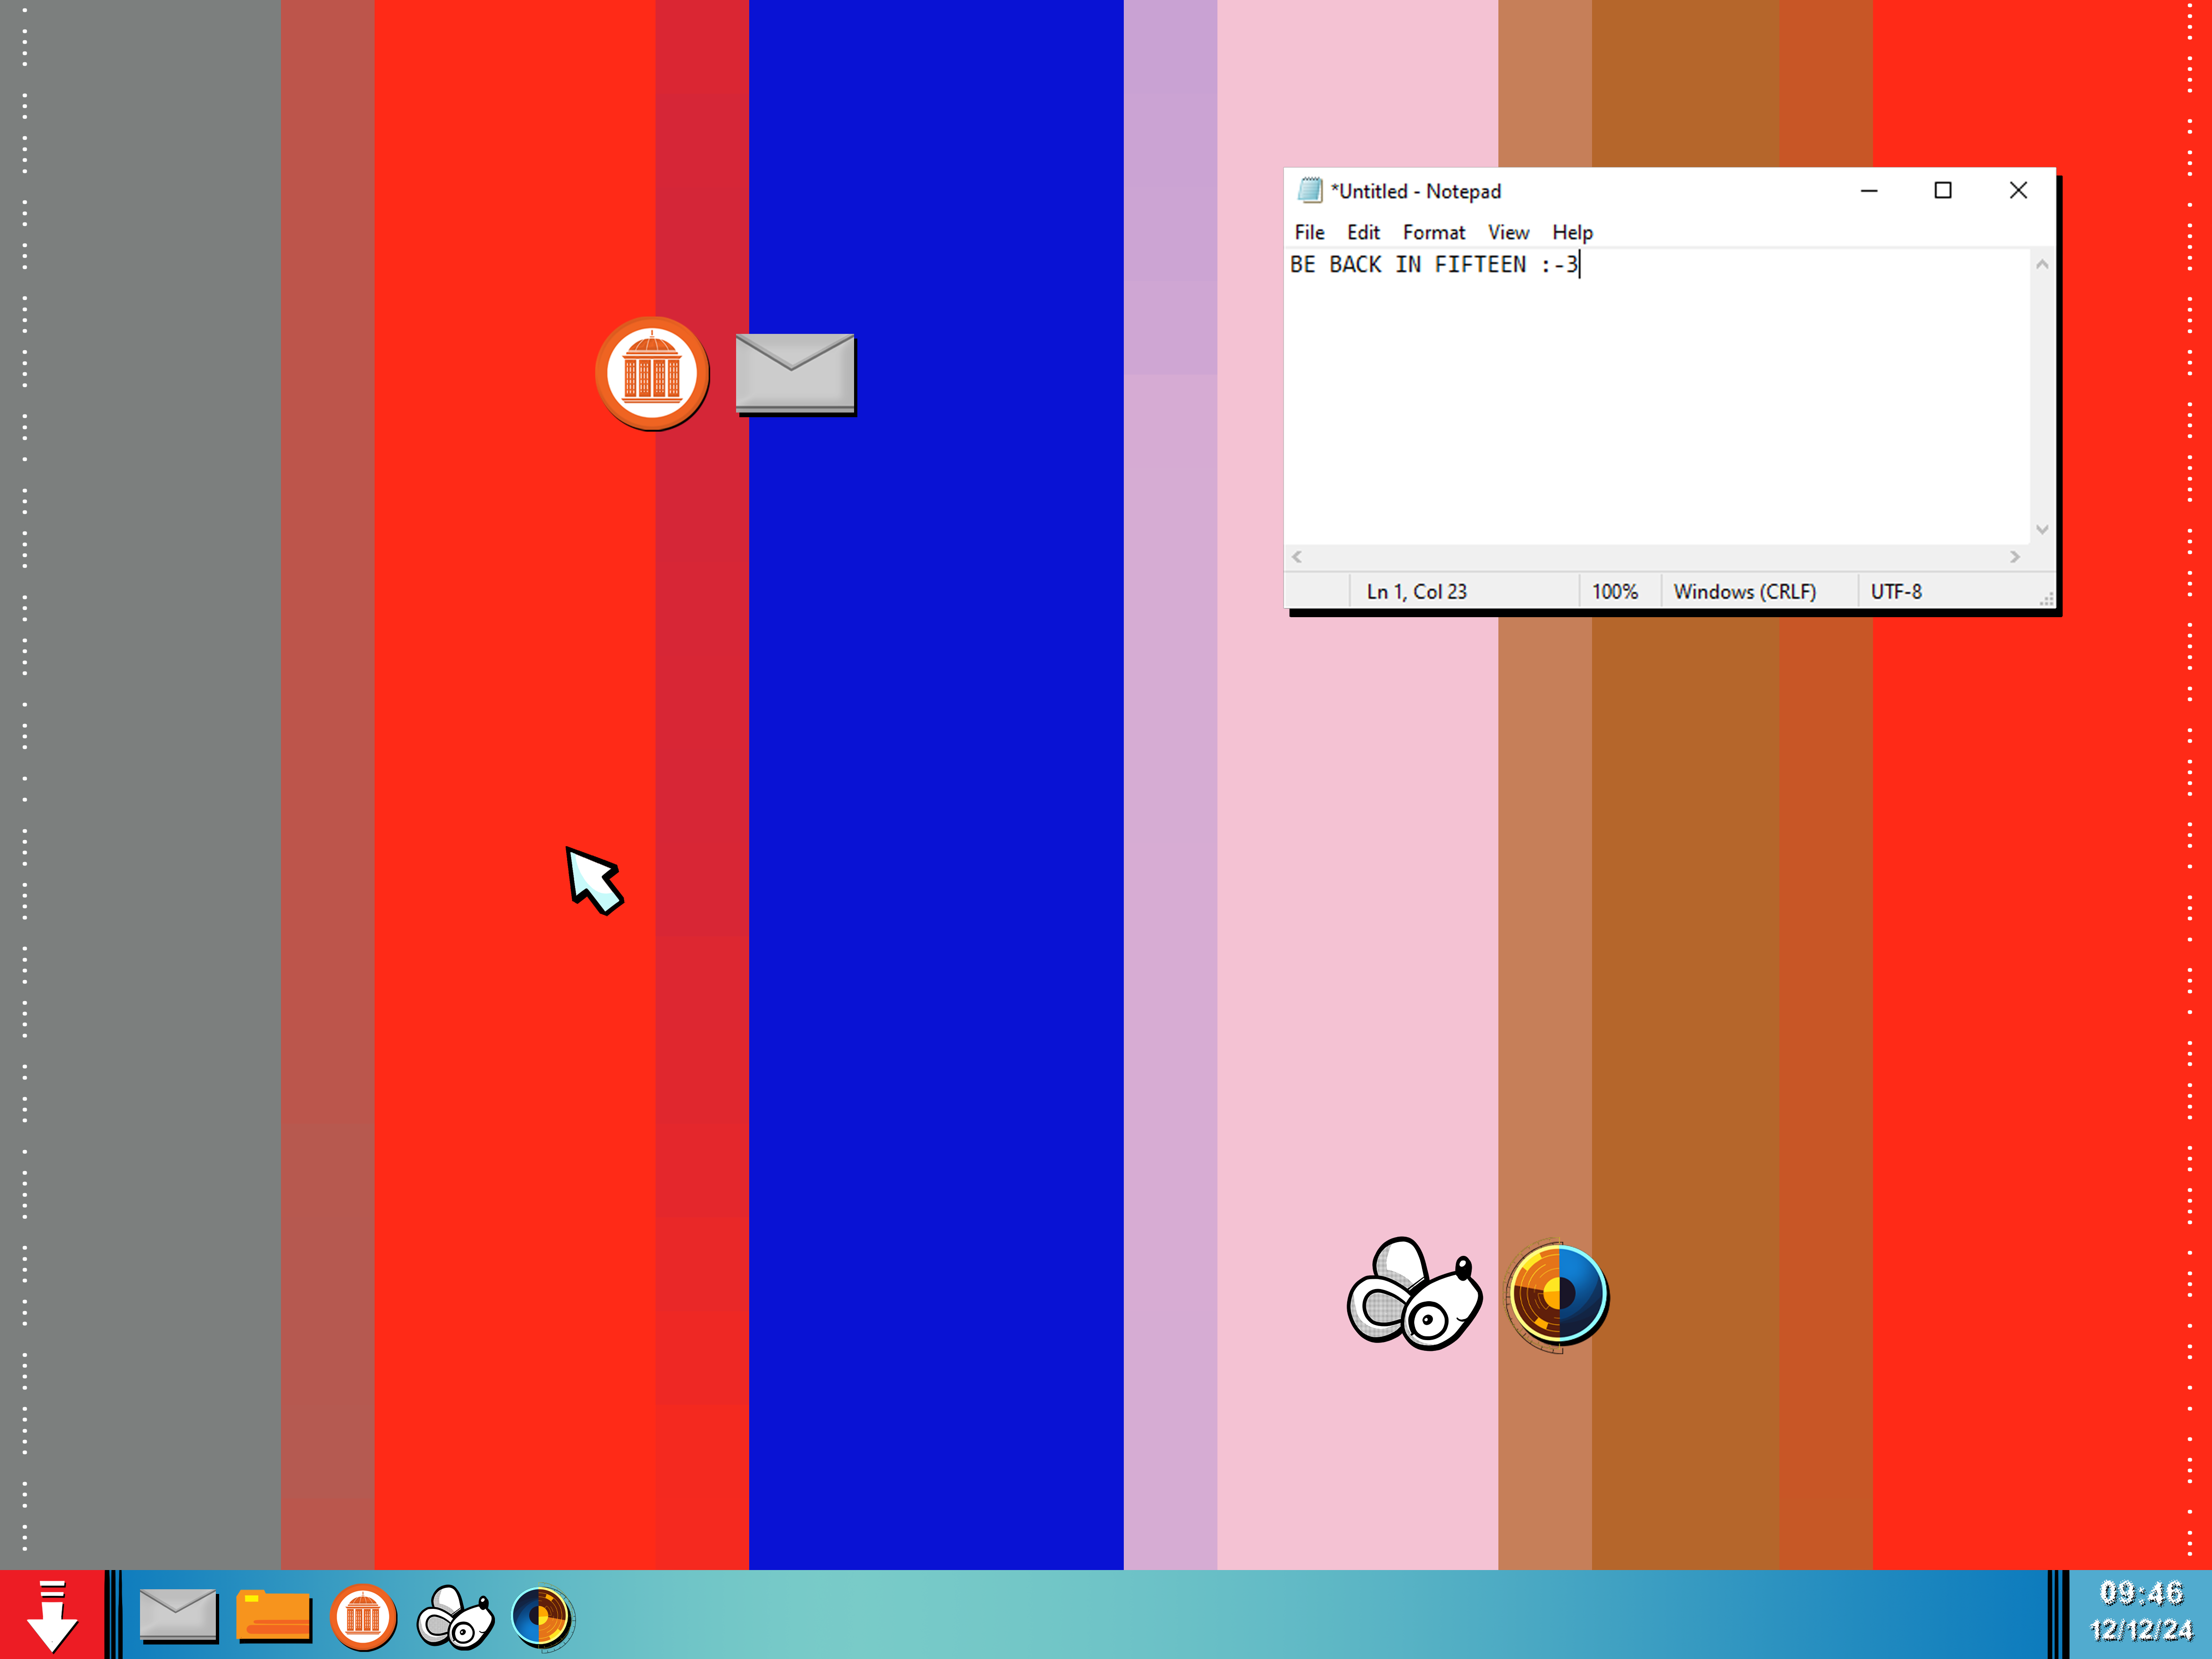 *Untitled - Notepad
File Edit Format View Help
BE BACK IN FIFTEEN :-3
Ln 1, Col 23 100% Windows (CRLF) UTF-8
09:46
12/12/24